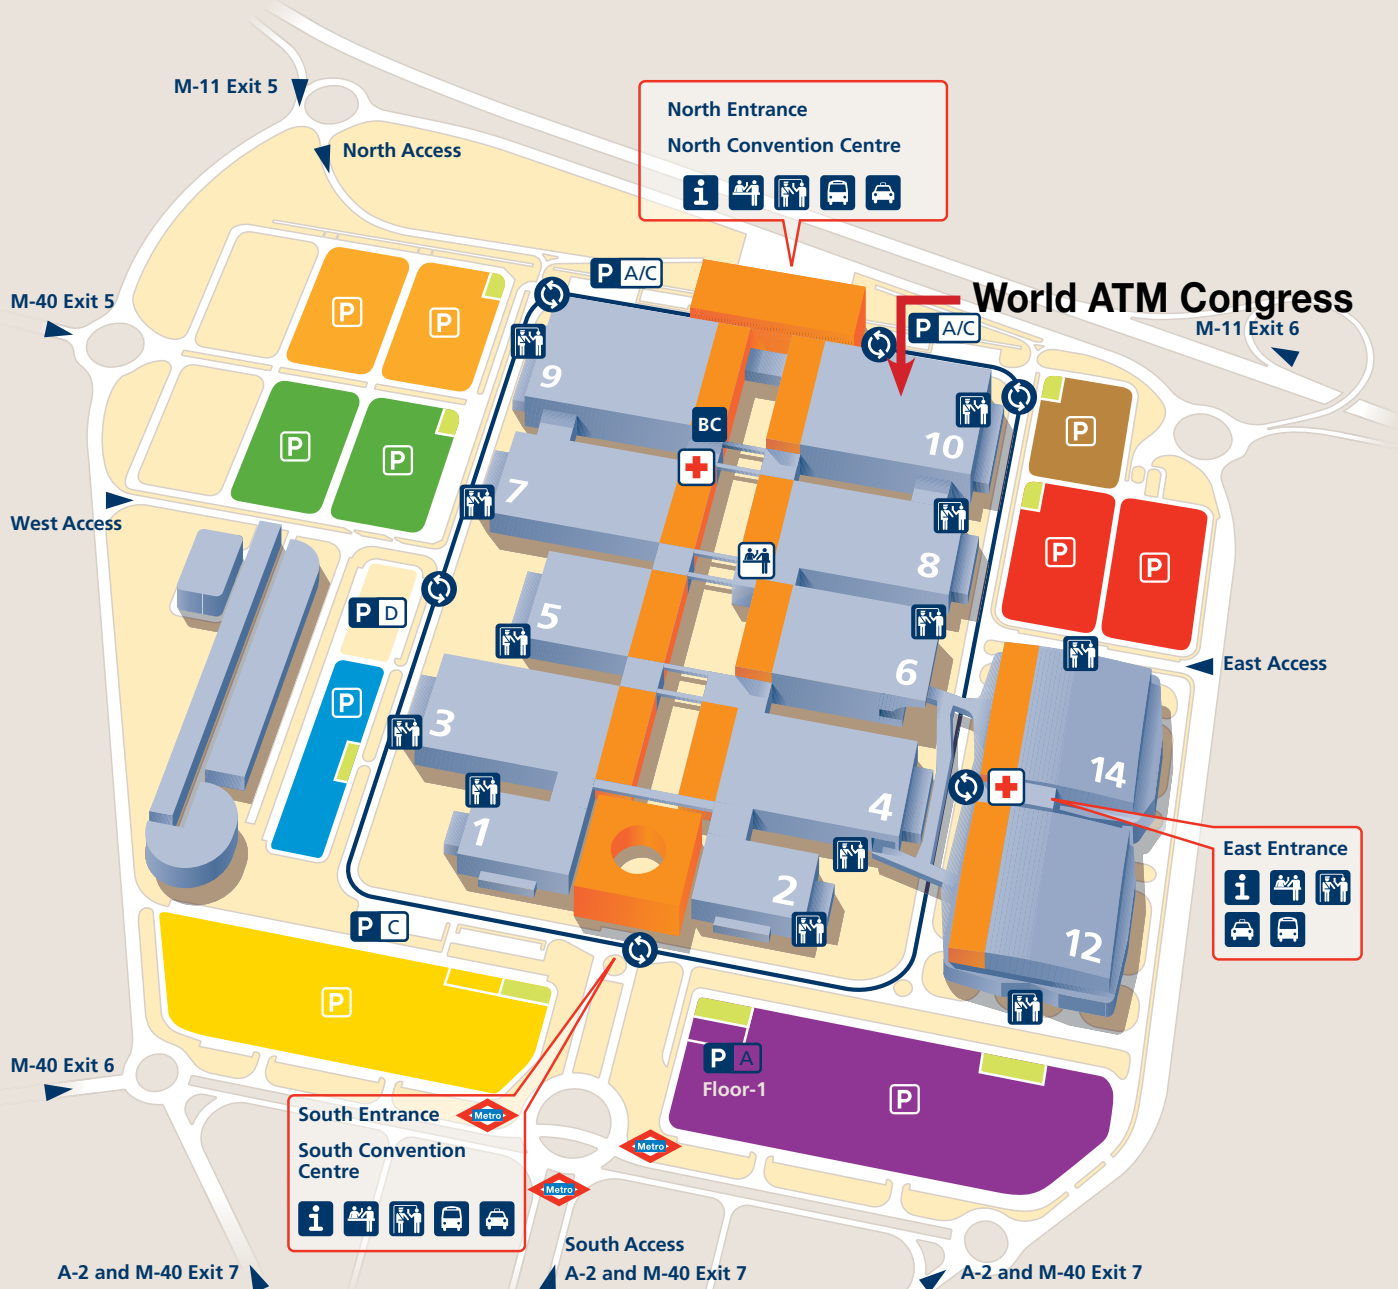 M-11 Exit 5
North Access
North Entrance
North Convention Centre
i
P A/C
World ATM Congress
P A/C
M-11 Exit 6
M-40 Exit 5
P
P
9
BC
10
P
P
P
7
West Access
8
P
P
5
P D
6
East Access
P
3
14
4
East Entrance
i
1
2
12
P C
P
M-40 Exit 6
P A
Floor-1
P
South Entrance
Metro
South Convention
Centre
i
Metro
Metro
South Access
A-2 and M-40 Exit 7
A-2 and M-40 Exit 7
A-2 and M-40 Exit 7